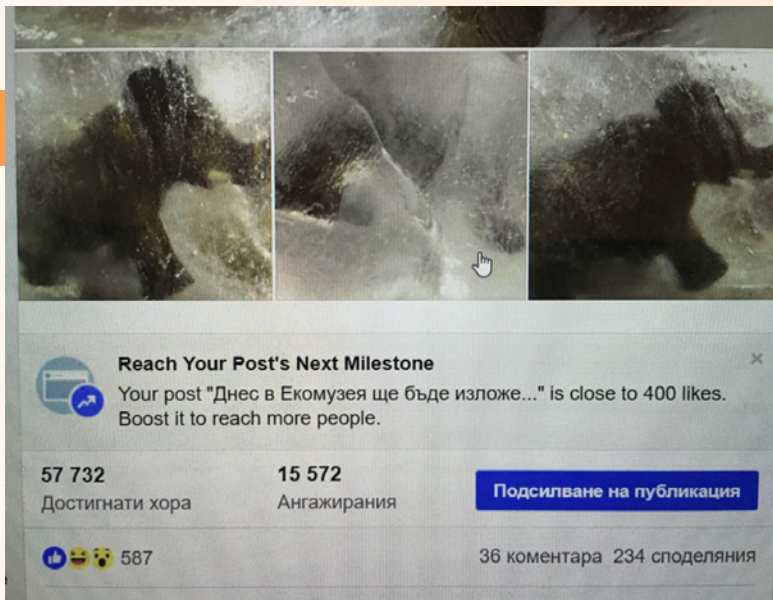 Reach Your Post's Next Milestone
Your post "Днес в Екомузея ще бъде изложе..." is close to 400 likes.
Boost it to reach more people.
57 732
15 572
Достигнати хора
Ангажирания
Подсилване на публикация
587
36 коментара 234 споделяния